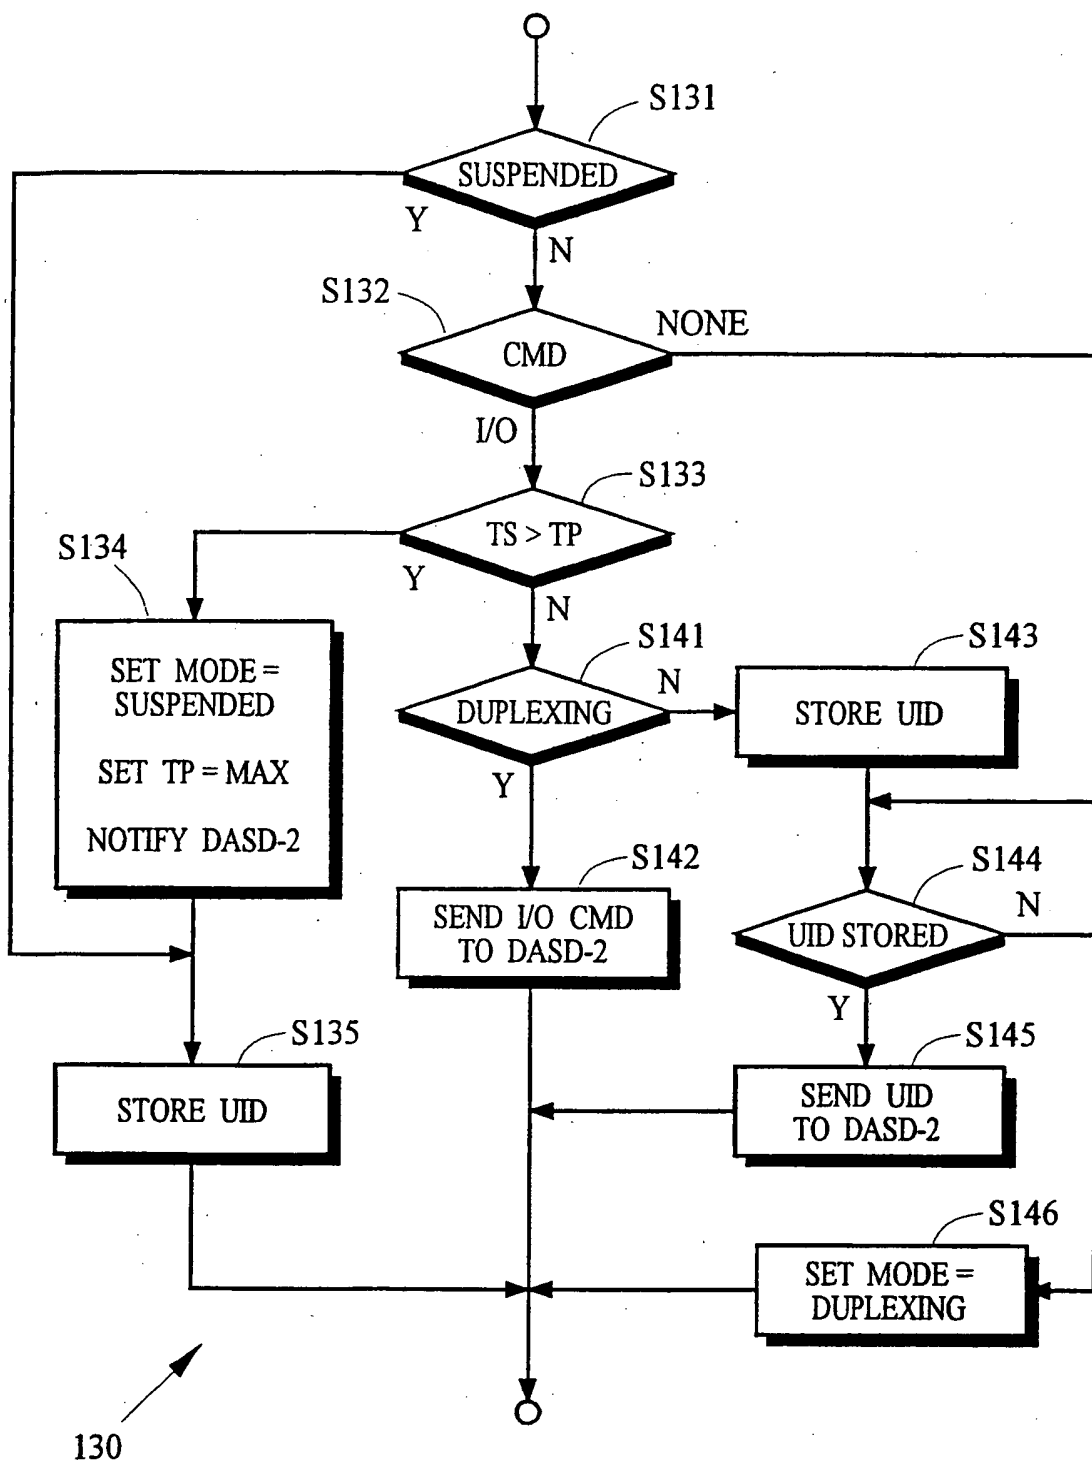 S131
SUSPENDED
Y
N
S132
NONE
CMD
I/O
S133
TS > TP
Y
N
S134
SET MODE =
SUSPENDED
SET TP = MAX
NOTIFY DASD-2
S141
DUPLEXING
N
Y
S143
STORE UID
S142
SEND I/O CMD
TO DASD-2
S144
UID STORED
N
Y
S135
STORE UID
S145
SEND UID
TO DASD-2
S146
SET MODE =
DUPLEXING
130